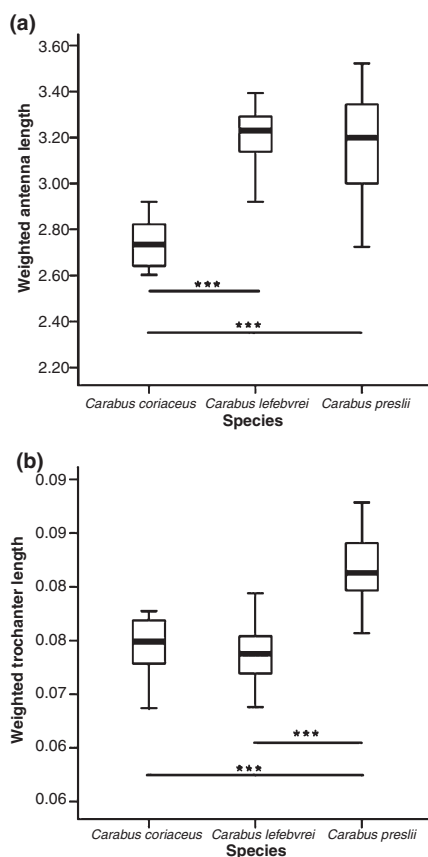 (a)
Weighted antenna length
3.60
3.40
3.20
3.00
2.80
2.60
2.40
2.20
***
***
Carabus coriaceus Carabus lefebvrei Carabus preslii
Species
(b)
Weighted trochanter length
0.09
0.09
0.08
0.08
0.07
0.06
0.06
***
***
Carabus coriaceus Carabus lefebvrei Carabus preslii
Species